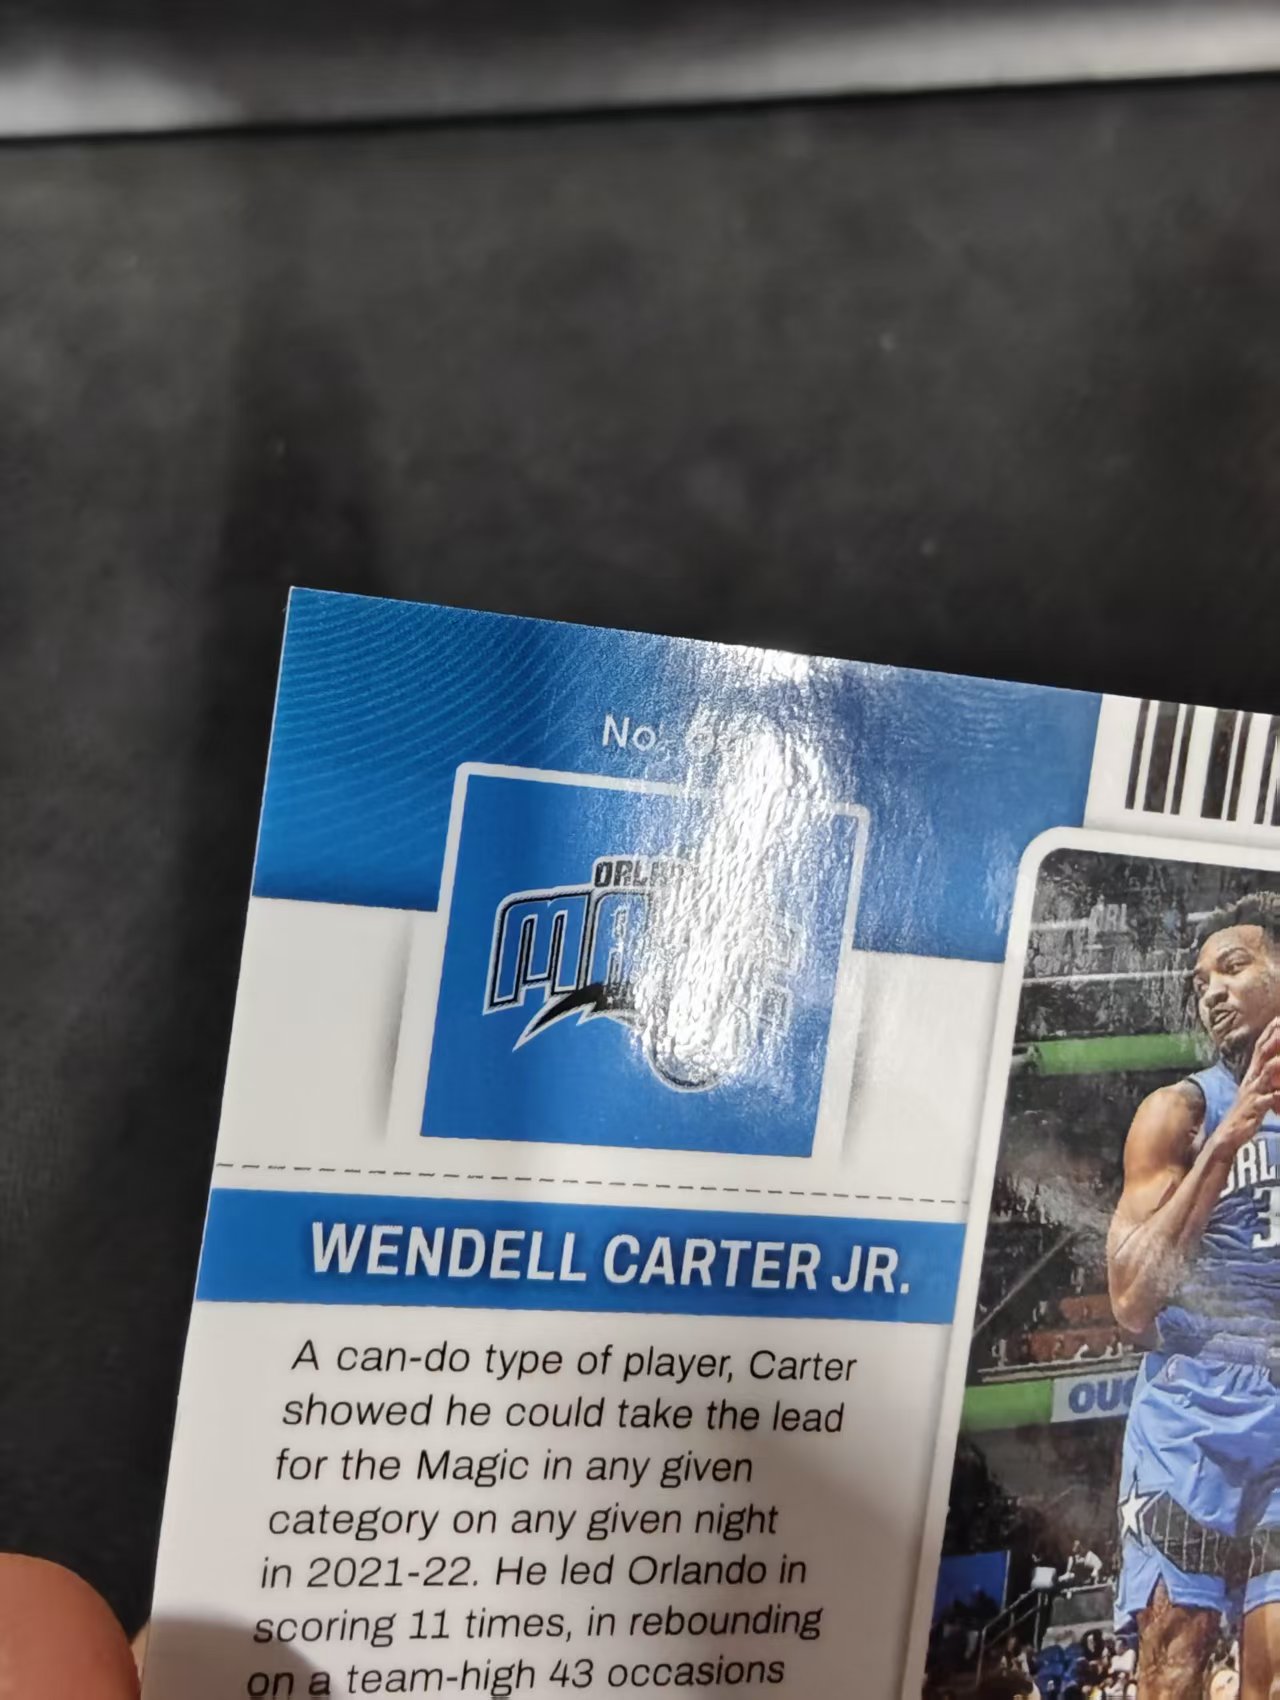 No.
ORL
WENDELL CARTER JR.
A can-do type of player, Carter
showed he could take the lead
for the Magic in any given
category on any given night
in 2021-22. He led Orlando in
scoring 11 times, in rebounding
on a team-high 43 occasions